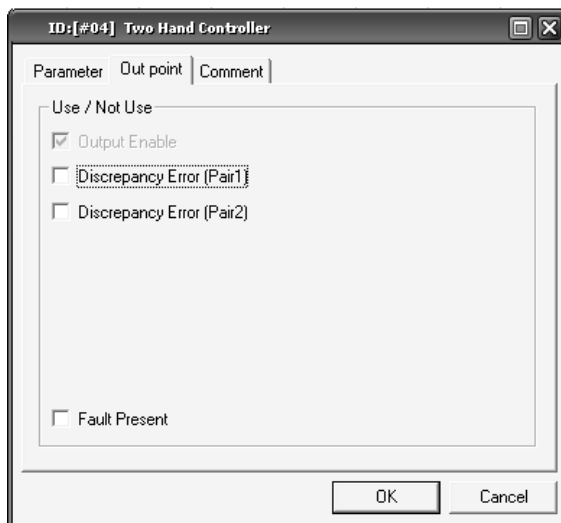 ID:[#04] Two Hand Controller
Parameter Out point Comment
Use / Not Use
Output Enable
Discrepancy Error (Pair1)
Discrepancy Error (Pair2)
Fault Present
OK Cancel